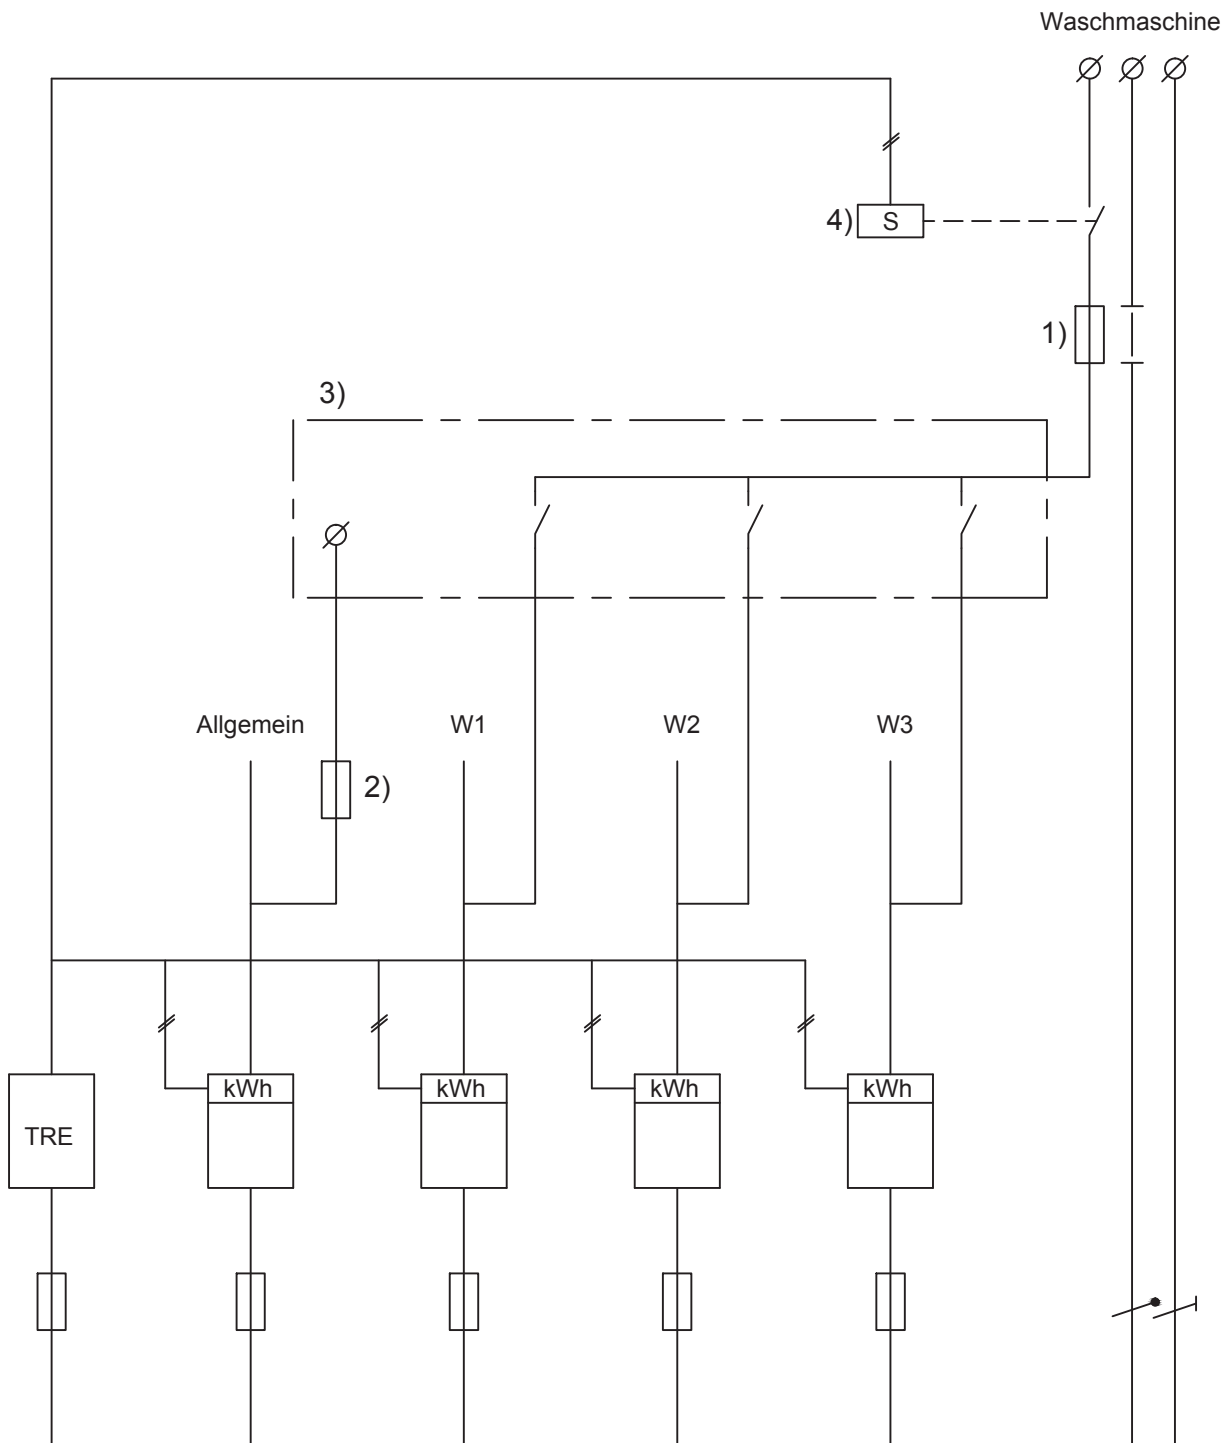 Waschmaschine
4) S
1)
3)
Allgemein W1 W2 W3
2)
kWh kWh kWh kWh
TRE